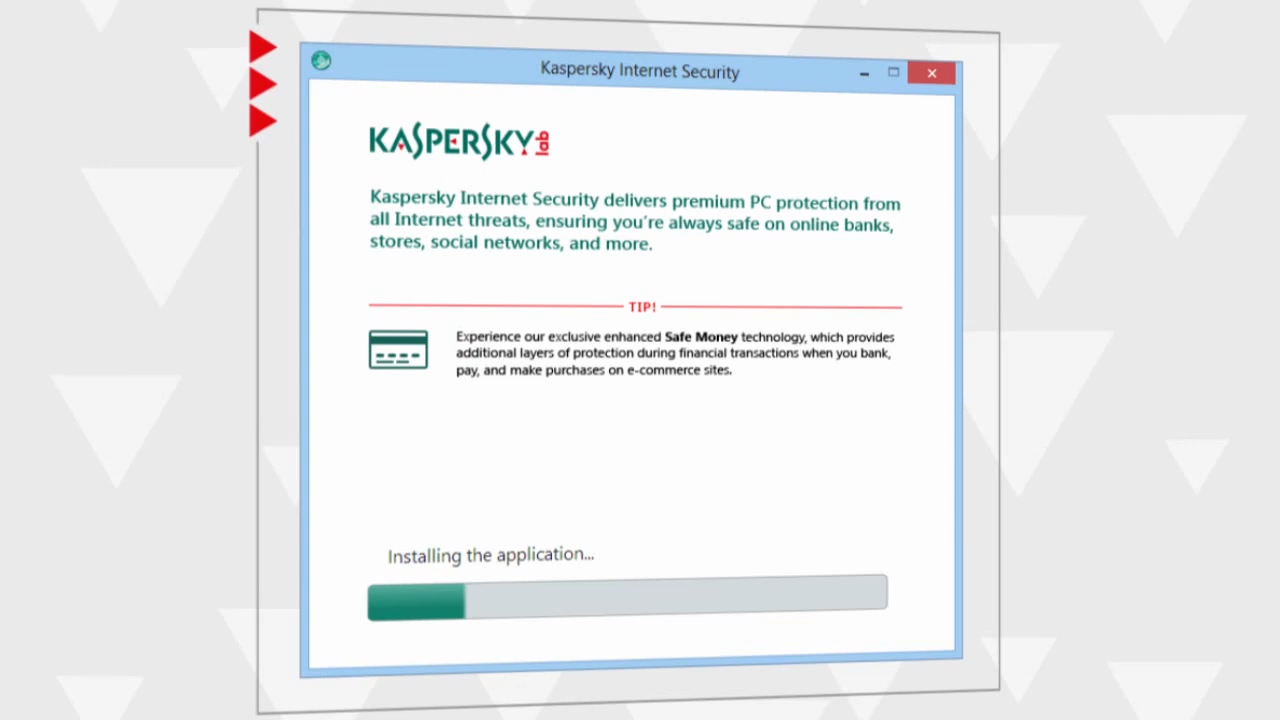 Kaspersky Internet Security
KASPERSKY lab
Kaspersky Internet Security delivers premium PC protection from
all Internet threats, ensuring you're always safe on online banks,
stores, social networks, and more.
TIP!
Experience our exclusive enhanced Safe Money technology, which provides
additional layers of protection during financial transactions when you bank,
pay, and make purchases on e-commerce sites.
Installing the application...